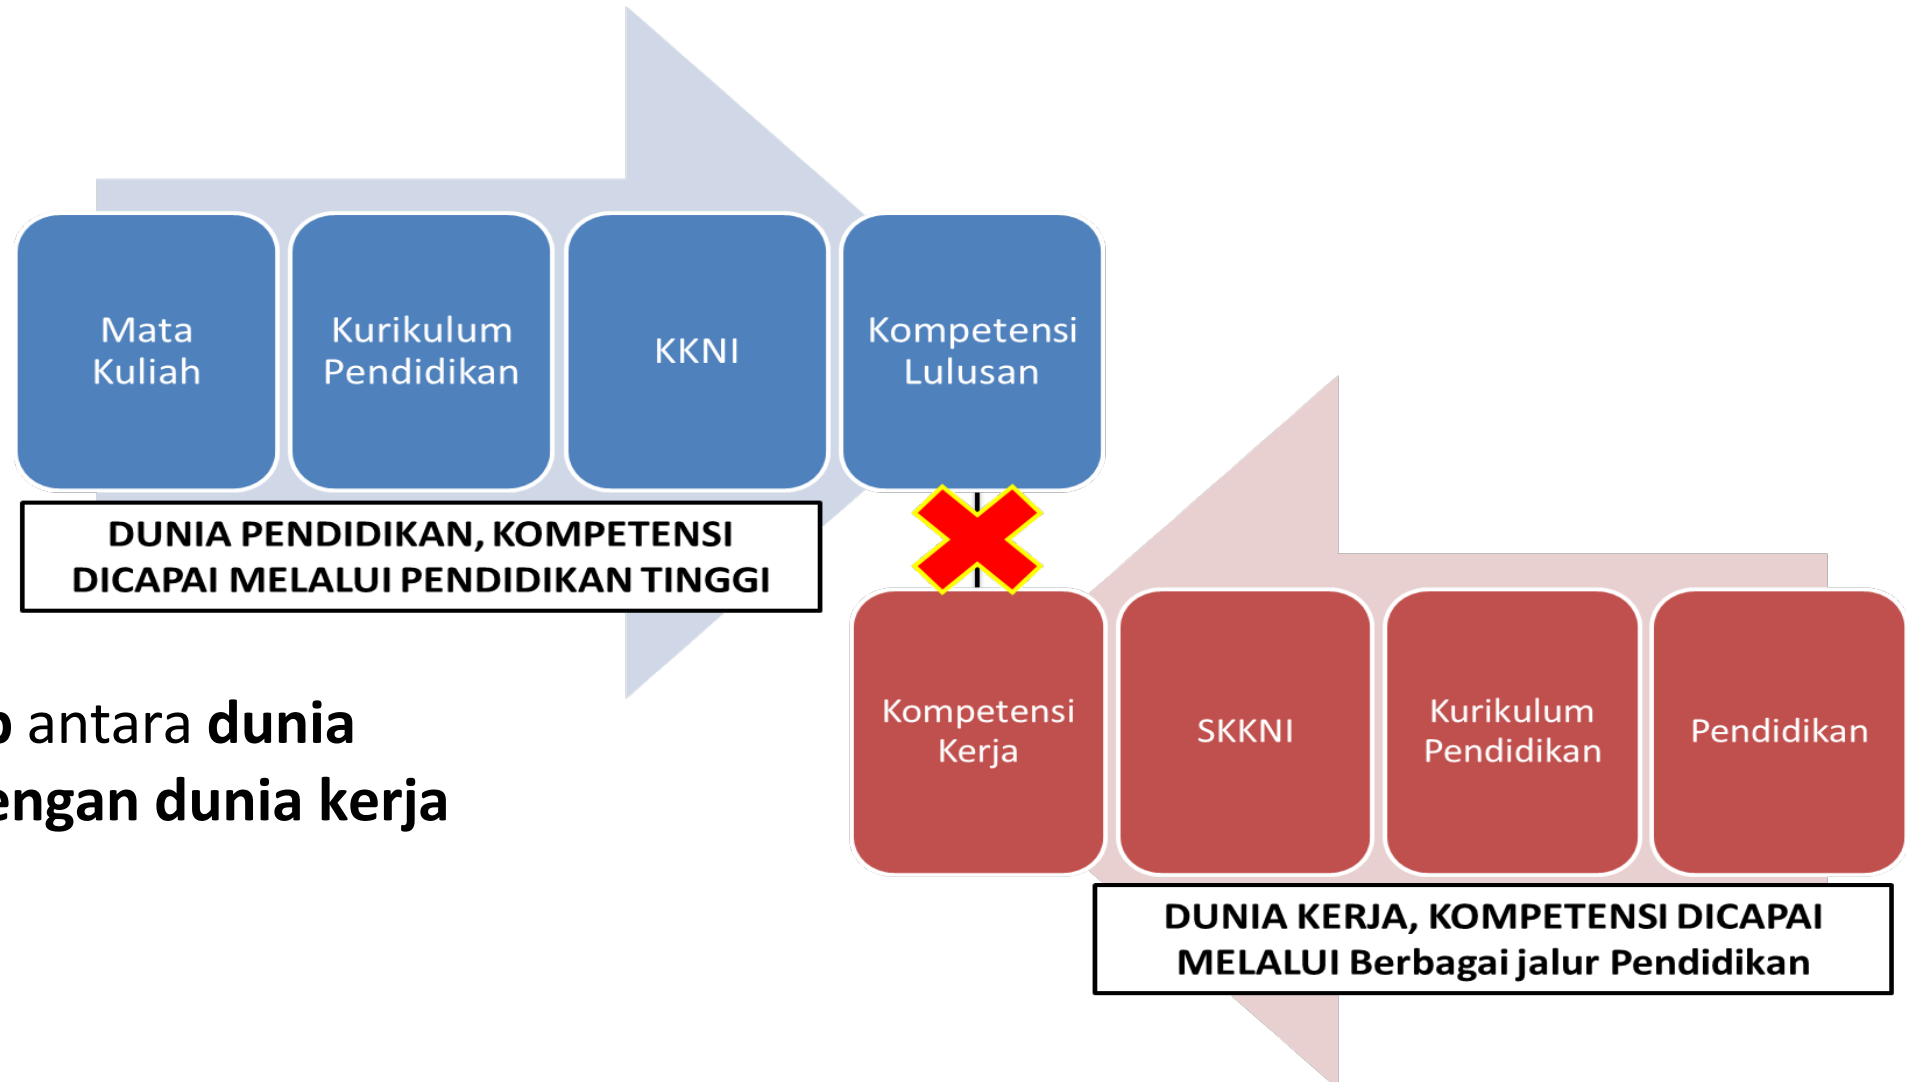 Mata
Kuliah
Kurikulum
Pendidikan
KKNI
Kompetensi
Lulusan
DUNIA PENDIDIKAN, KOMPETENSI
DICAPAI MELALUI PENDIDIKAN TINGGI
antara dunia
dunia kerja
Kompetensi
Kerja
SKKNI
Kurikulum
Pendidikan
Pendidikan
DUNIA KERJA, KOMPETENSI DICAPAI
MELALUI Berbagai jalur Pendidikan